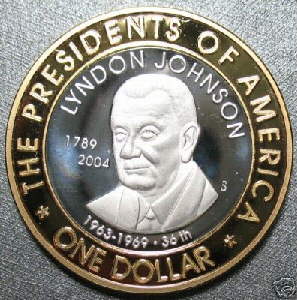 THE PRESIDENTS OF AMERICA
LYNDON JOHNSON
1789
2004
S
1963-1969 • 36th
* ONE DOLLAR *